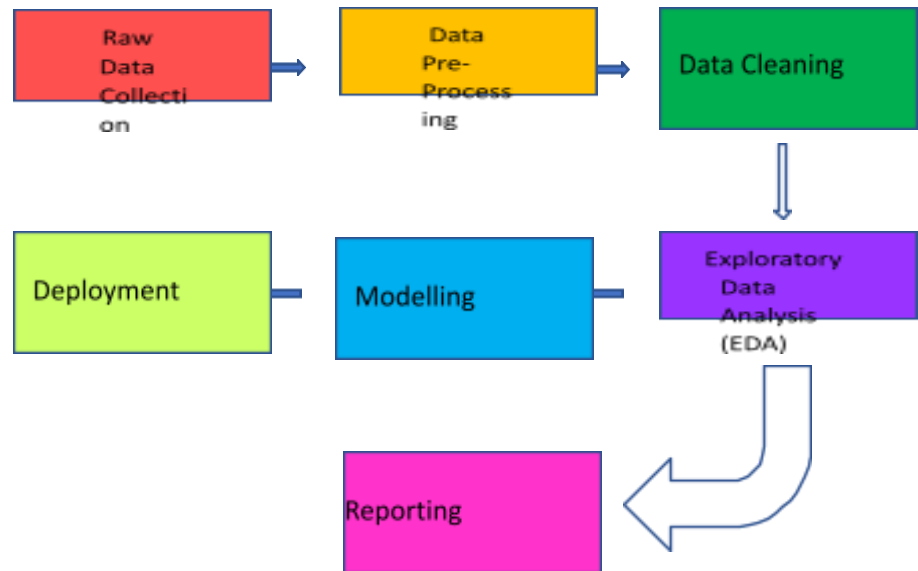 Raw
Data
Collecti
on
Data
Pre-
Process
ing
Data Cleaning
Deployment
Modelling
Exploratory
Data
Analysis
(EDA)
Reporting